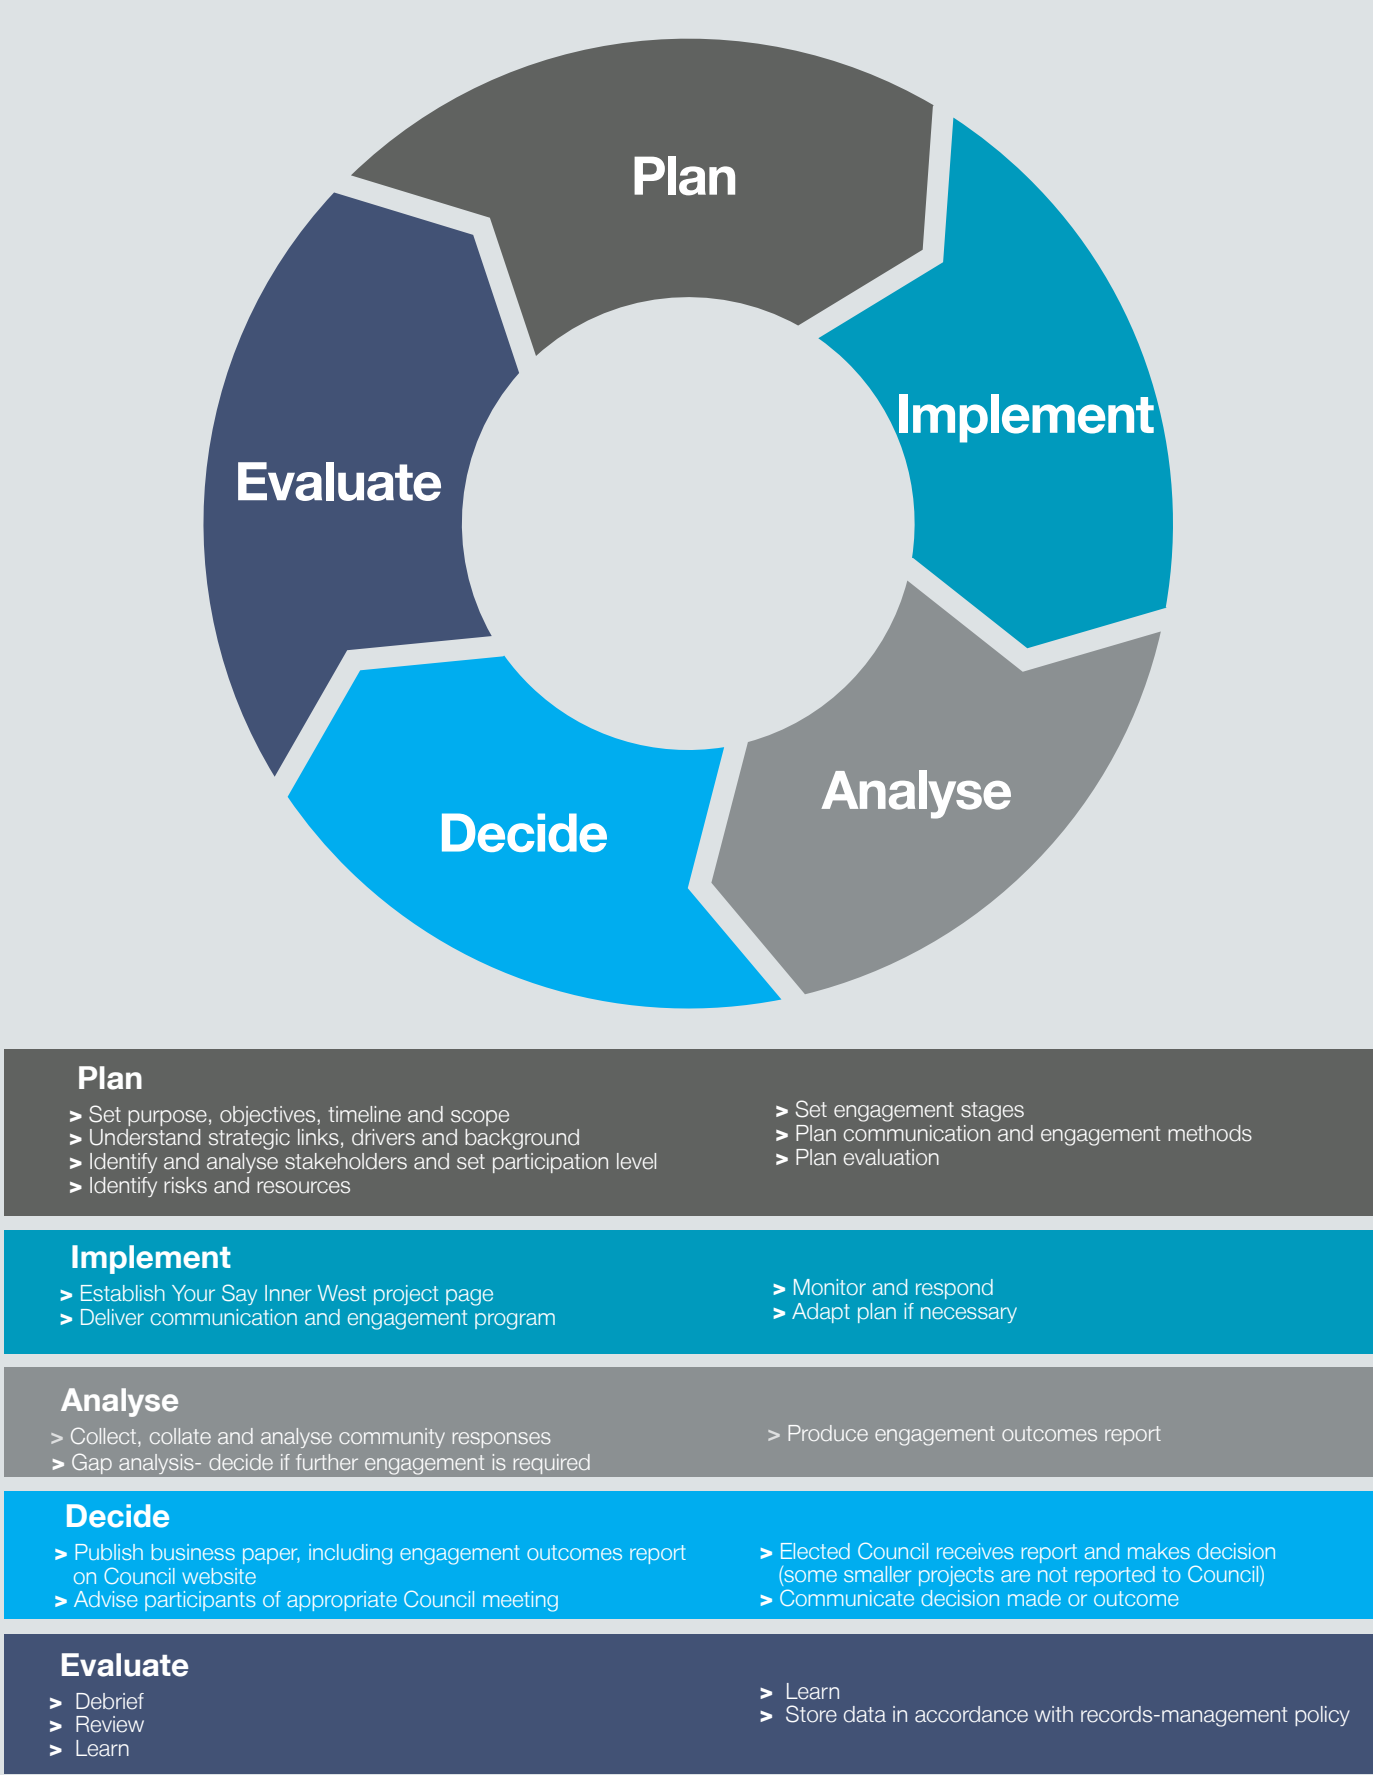 Plan
Implement
Evaluate
Analyse
Decide
Plan
> Set purpose, objectives, timeline and scope
> Understand strategic links, drivers and background
> Identify and analyse stakeholders and set participation level
> Identify risks and resources
> Set engagement stages
> Plan communication and engagement methods
> Plan evaluation
Implement
> Establish Your Say Inner West project page
> Deliver communication and engagement program
> Monitor and respond
> Adapt plan if necessary
Analyse
> Collect, collate and analyse community responses
> Gap analysis- decide if further engagement is required
> Produce engagement outcomes report
Decide
> Publish business paper, including engagement outcomes report
on Council website
> Advise participants of appropriate Council meeting
> Elected Council receives report and makes decision
(some smaller projects are not reported to Council)
> Communicate decision made or outcome
Evaluate
> Debrief
> Review
> Learn
> Learn
> Store data in accordance with records-management policy